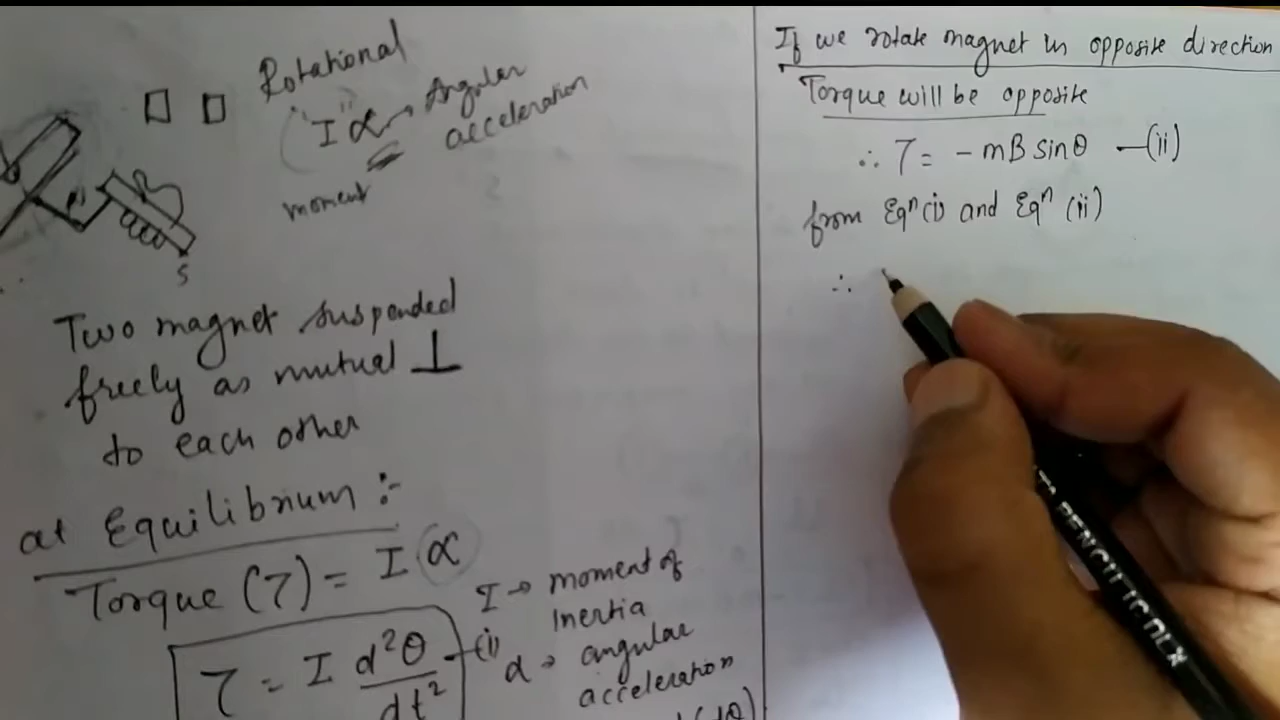 Rotational
"Iα" → Angular
acceleration
moment
S
Two magnet suspended
freely as mutual ⊥
to each other
at Equilibrium :-
Torque (τ) = I α
τ = I d²θ/dt² —(i)
I → moment of
Inertia
α → angular
acceleration
If we rotate magnet in opposite direction
Torque will be opposite
∴ τ = - mB sinθ —(ii)
from Eqⁿ(i) and Eqⁿ (ii)
∴